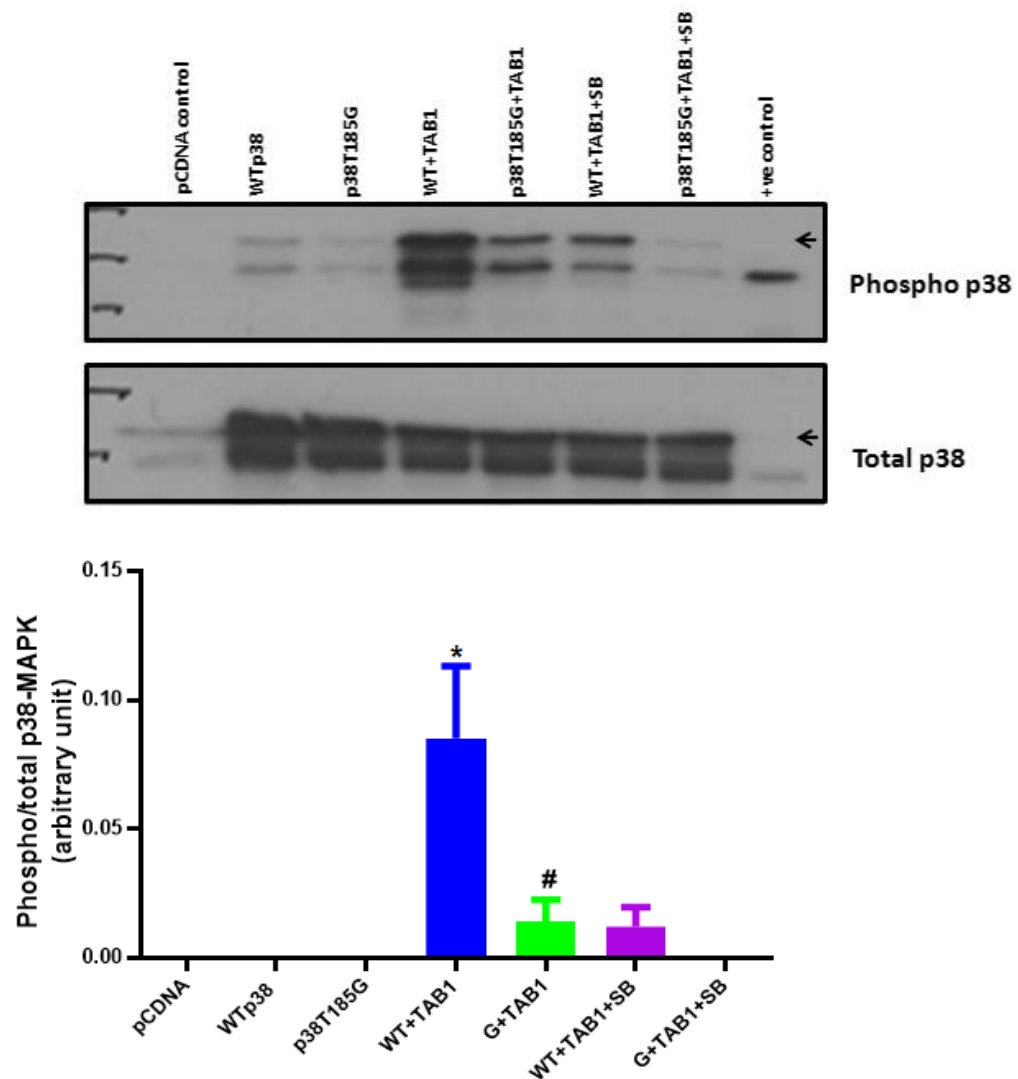 pCDNA control
WTp38
p38T185G
WT+TAB1
p38T185G+TAB1
WT+TAB1+SB
p38T185G+TAB1+SB
+ve control
Phospho p38
Total p38
Phospho/total p38-MAPK
(arbitrary unit)
0.15
0.10
0.05
0.00
*
#
pCDNA
WTp38
p38T185G
WT+TAB1
G+TAB1
WT+TAB1+SB
G+TAB1+SB